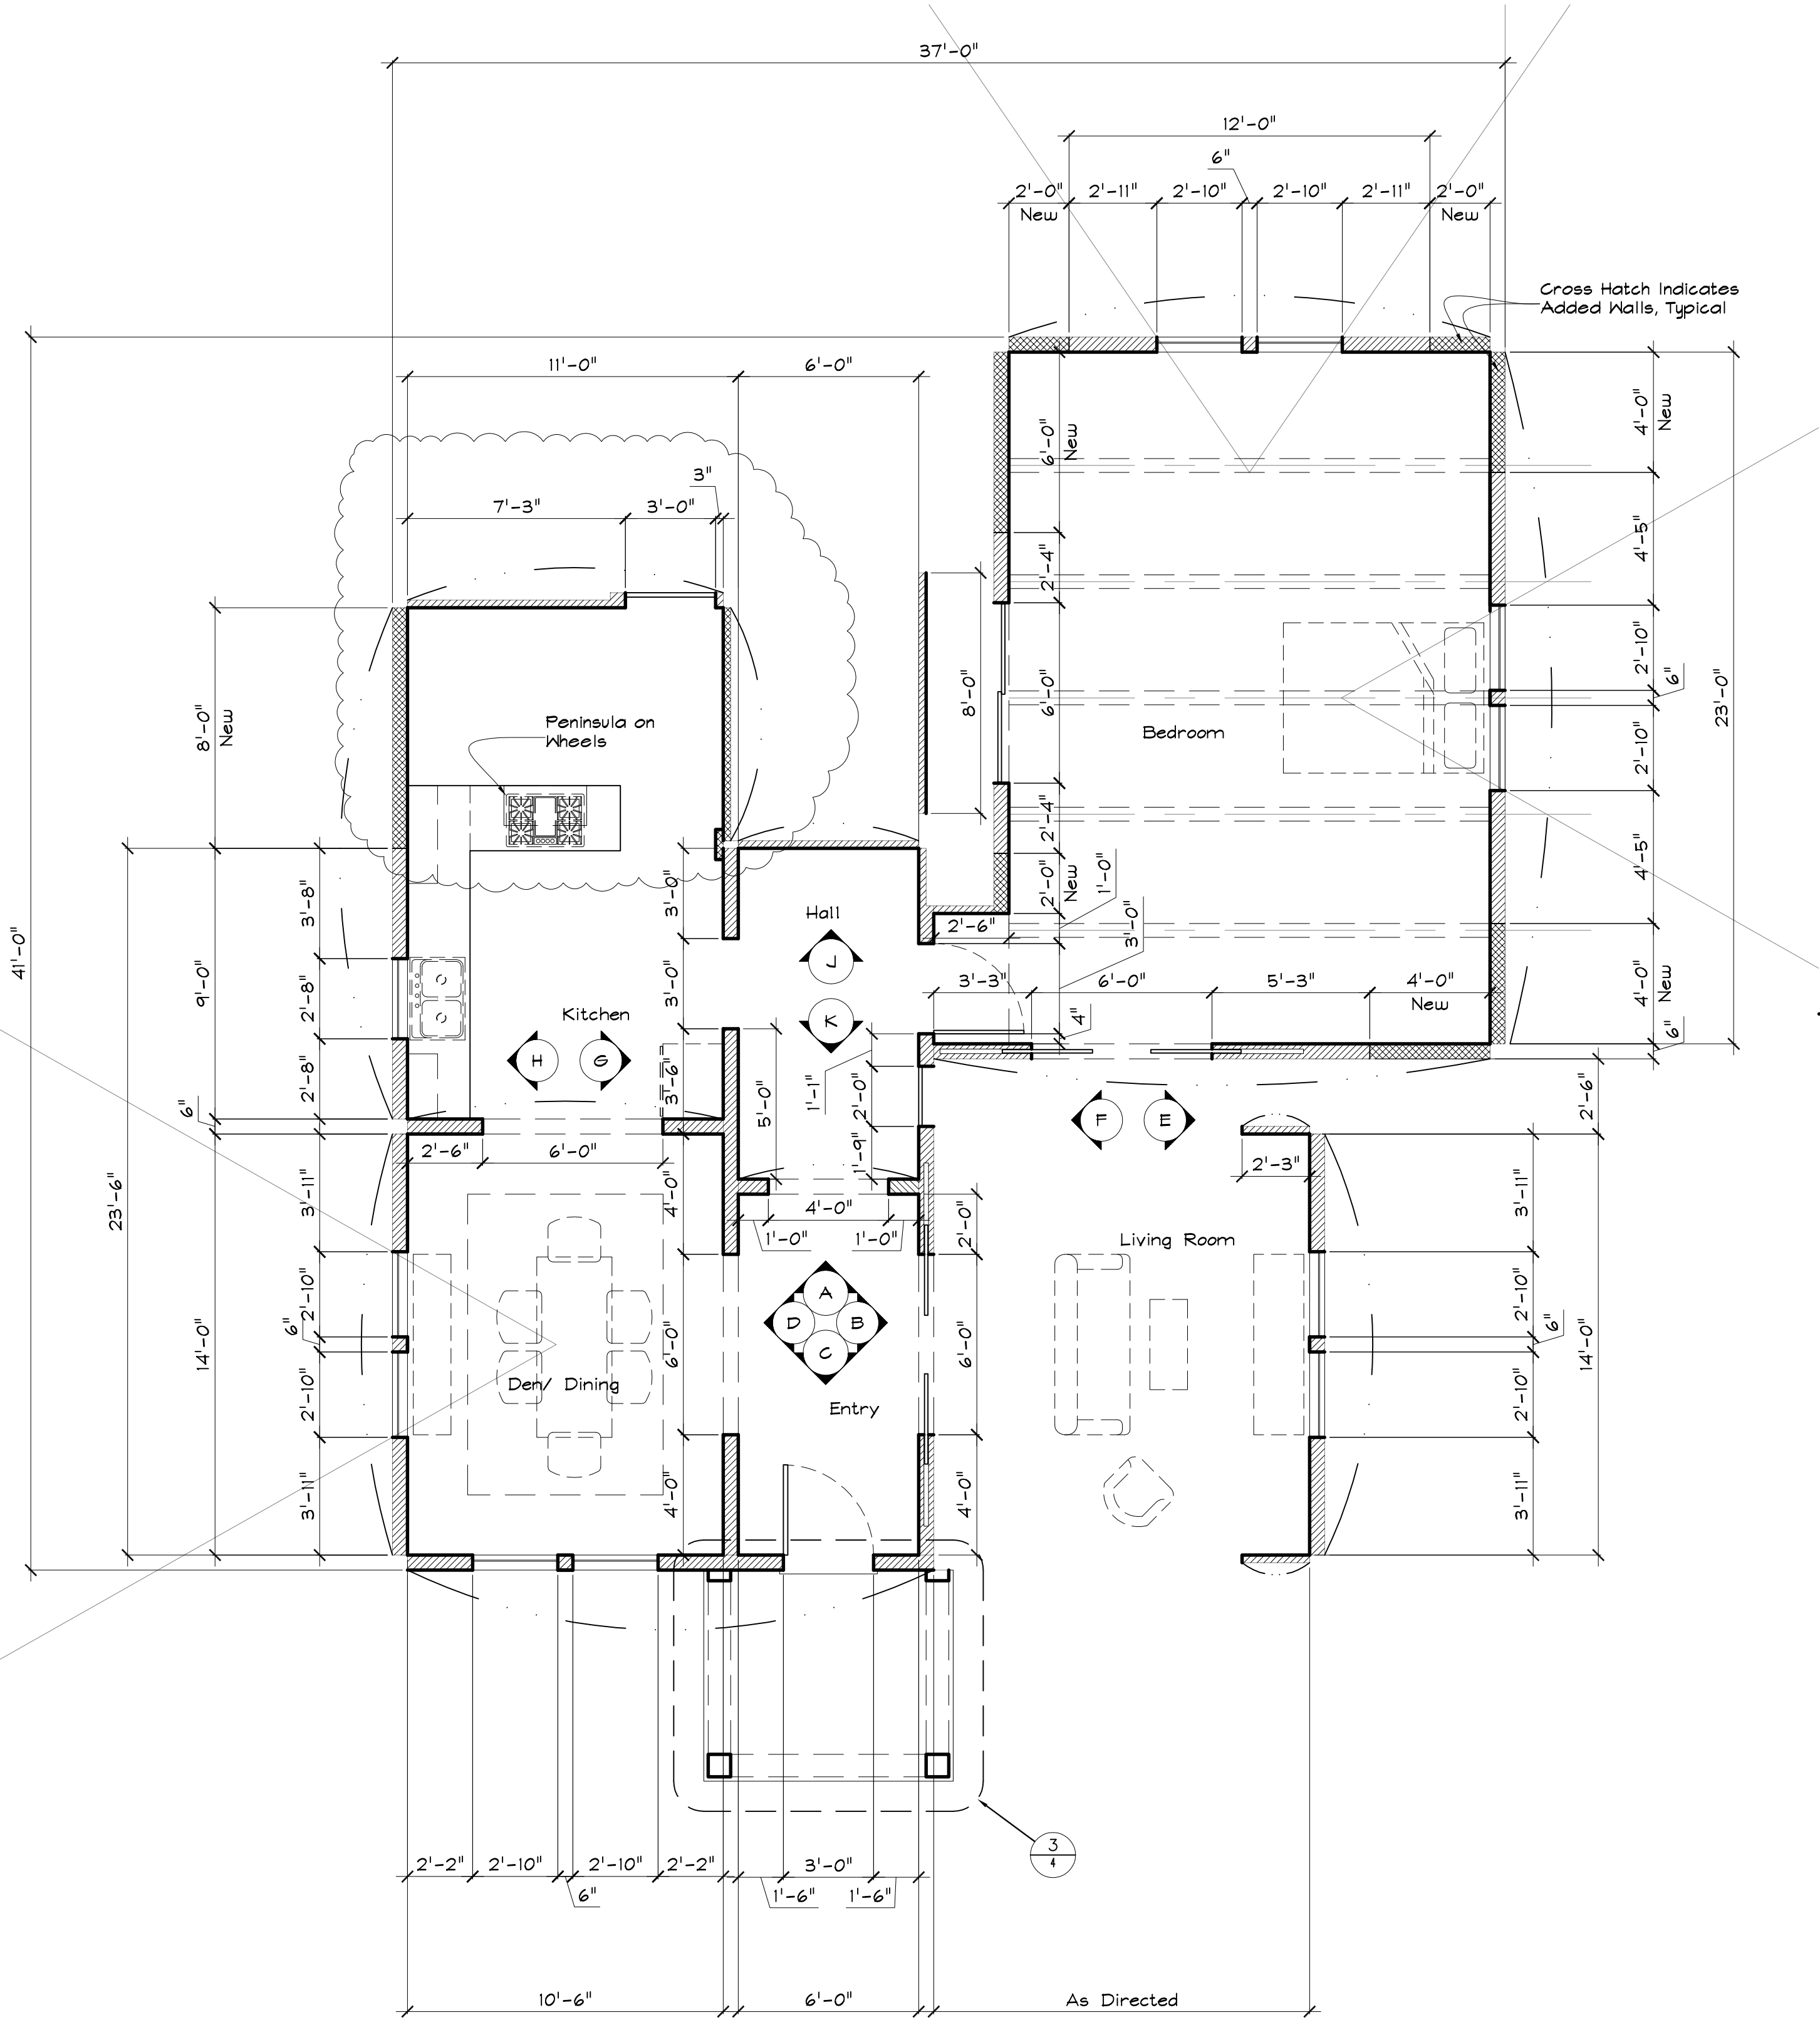 37'-0"
12'-0"
6"
2'-0" 2'-11" 2'-10" 2'-10" 2'-11" 2'-0"
New New
Cross Hatch Indicates
Added Walls, Typical
11'-0" 6'-0"
3"
7'-3" 3'-0"
6'-0"
New
2'-4"
6'-0"
2'-4"
2'-0"
New
1'-0"
3'-0"
8'-0"
4'-0"
New
4'-5"
2'-10"
6"
2'-10"
4'-5"
4'-0"
New
6"
23'-0"
Bedroom
Peninsula on
Wheels
8'-0"
New
41'-0"
9'-0"
3'-8"
2'-8"
2'-8"
6"
23'-6"
14'-0"
3'-11"
2'-10"
6"
2'-10"
3'-11"
3'-0"
3'-0"
3'-6"
4'-0"
6'-0"
4'-0"
Hall
J
K
Kitchen
H G
2'-6"
3'-3" 6'-0" 5'-3" 4'-0"
New
4"
5'-0"
1'-1"
2'-0"
1'-9"
F E
2'-6"
2'-6" 6'-0"
2'-3"
4'-0"
1'-0" 1'-0"
2'-0"
6'-0"
4'-0"
Living Room
A
D B
C
Den/ Dining
Entry
3'-11"
2'-10"
6"
2'-10"
3'-11"
14'-0"
3
4
2'-2" 2'-10" 2'-10" 2'-2" 3'-0"
6" 1'-6" 1'-6"
10'-6" 6'-0" As Directed